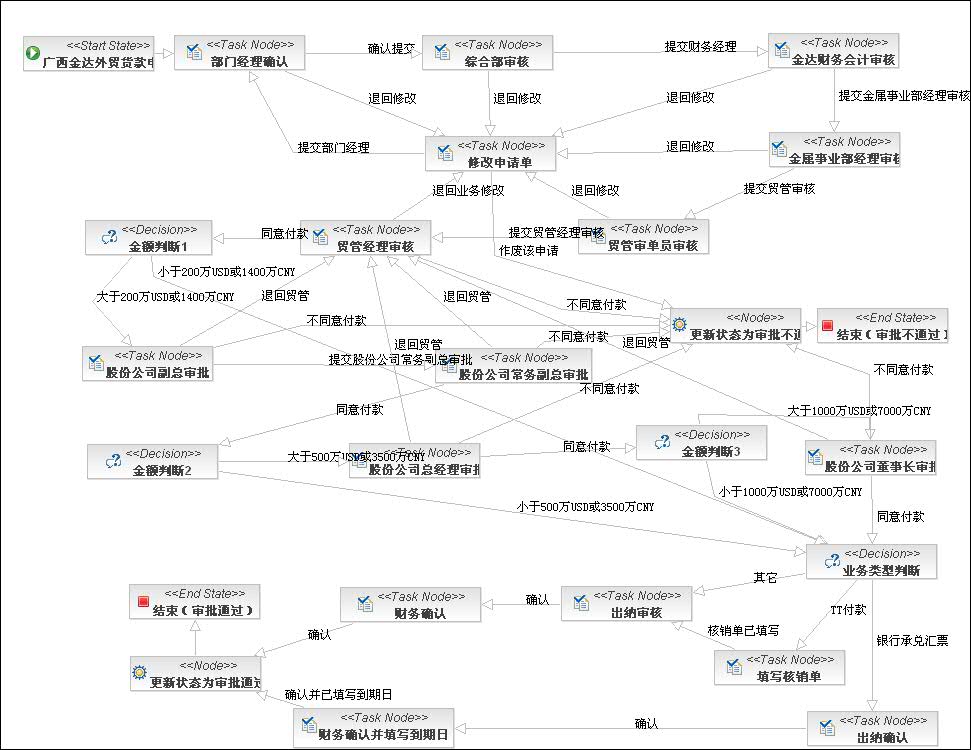 <<Start State>>
广西金达外贸货款申
<<Task Node>>
部门经理确认
确认提交
<<Task Node>>
综合部审核
提交财务经理
<<Task Node>>
金达财务会计审核
退回修改
退回修改
退回修改
提交金属事业部经理审核
提交部门经理
<<Task Node>>
修改申请单
退回修改
<<Task Node>>
金属事业部经理审核
退回业务修改
退回修改
提交贸管审核
<<Decision>>
金额判断1
同意付款
<<Task Node>>
贸管经理审核
提交贸管经理审核
<<Task Node>>
贸管审单员审核
作废该申请
小于200万USD或1400万CNY
大于200万USD或1400万CNY
退回贸管
退回贸管
不同意付款
不同意付款
<<Node>>
更新状态为审批不通
<<End State>>
结束（审批不通过）
不同意付款
退回贸管
退回贸管
<<Task Node>>
股份公司副总审批
提交股份公司常务副总审批
<<Task Node>>
股份公司常务副总审批
不同意付款
不同意付款
同意付款
大于1000万USD或7000万CNY
<<Decision>>
金额判断2
大于500万USD或3500万CNY
<<Task Node>>
股份公司总经理审批
同意付款
<<Decision>>
金额判断3
<<Task Node>>
股份公司董事长审批
小于1000万USD或7000万CNY
小于500万USD或3500万CNY
同意付款
<<Decision>>
业务类型判断
其它
<<End State>>
结束（审批通过）
<<Task Node>>
财务确认
确认
<<Task Node>>
出纳审核
TT付款
确认
核销单已填写
银行承兑汇票
<<Node>>
更新状态为审批通过
<<Task Node>>
填写核销单
确认并已填写到期日
<<Task Node>>
财务确认并填写到期日
确认
<<Task Node>>
出纳确认